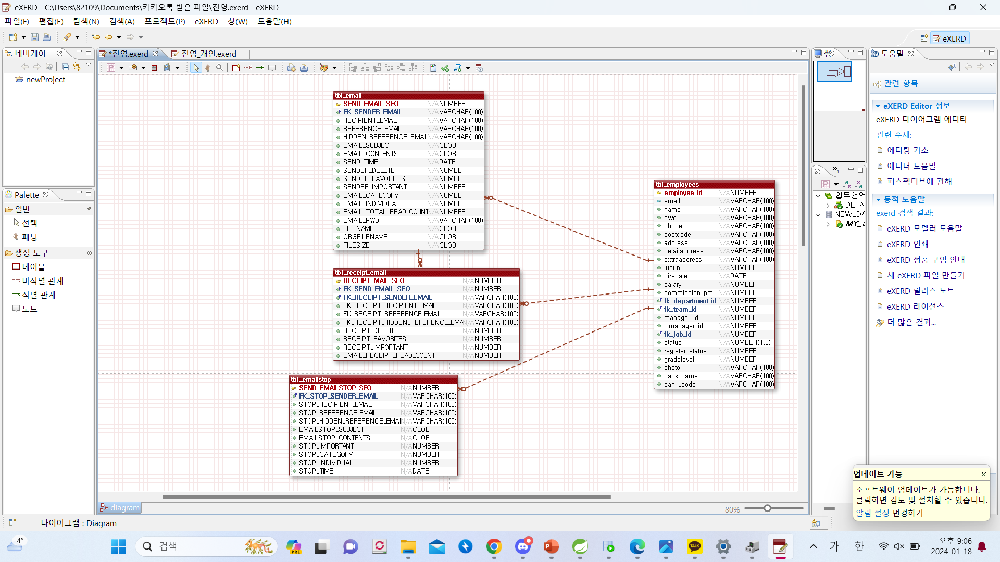 eXERD - C:\Users\82109\Documents\카카오톡 받은 파일\진영.exerd - eXERD
파일(F) 편집(E) 탐색(N) 검색(A) 프로젝트(P) eXERD 창(W) 도움말(H)
eXERD
네비게이
newProject
Palette
일반
선택
패닝
생성 도구
테이블
비식별 관계
식별 관계
노트
*진영.exerd 진영_개인.exerd
tbl_email
SEND_EMAIL_SEQ N/A NUMBER
FK_SENDER_EMAIL N/A VARCHAR(100)
RECIPIENT_EMAIL N/A VARCHAR(100)
REFERENCE_EMAIL N/A VARCHAR(100)
HIDDEN_REFERENCE_EMAIL N/A VARCHAR(100)
EMAIL_SUBJECT N/A CLOB
EMAIL_CONTENTS N/A CLOB
SEND_TIME N/A DATE
SENDER_DELETE N/A NUMBER
SENDER_FAVORITES N/A NUMBER
SENDER_IMPORTANT N/A NUMBER
EMAIL_CATEGORY N/A NUMBER
EMAIL_INDIVIDUAL N/A NUMBER
EMAIL_TOTAL_READ_COUNT N/A NUMBER
EMAIL_PWD N/A VARCHAR(100)
FILENAME N/A CLOB
ORGFILENAME N/A CLOB
FILESIZE N/A CLOB
tbl_receipt_email
RECEIPT_MAIL_SEQ N/A NUMBER
FK_SEND_EMAIL_SEQ N/A NUMBER
FK_RECEIPT_SENDER_EMAIL N/A VARCHAR(100)
FK_RECEIPT_RECIPIENT_EMAIL N/A VARCHAR(100)
FK_RECEIPT_REFERENCE_EMAIL N/A VARCHAR(100)
FK_RECEIPT_HIDDEN_REFERENCE_EMA N/A VARCHAR(100)
RECEIPT_DELETE N/A NUMBER
RECEIPT_FAVORITES N/A NUMBER
RECEIPT_IMPORTANT N/A NUMBER
EMAIL_RECEIPT_READ_COUNT N/A NUMBER
tbl_emailstop
SEND_EMAILSTOP_SEQ N/A NUMBER
FK_STOP_SENDER_EMAIL N/A VARCHAR(100)
STOP_RECIPIENT_EMAIL N/A VARCHAR(100)
STOP_REFERENCE_EMAIL N/A VARCHAR(100)
STOP_HIDDEN_REFERENCE_EMAIL N/A VARCHAR(100)
EMAILSTOP_SUBJECT N/A CLOB
EMAILSTOP_CONTENTS N/A CLOB
STOP_IMPORTANT N/A NUMBER
STOP_CATEGORY N/A NUMBER
STOP_INDIVIDUAL N/A NUMBER
STOP_TIME N/A DATE
tbl_employees
employee_id N/A NUMBER
email N/A VARCHAR(100)
name N/A VARCHAR(100)
pwd N/A VARCHAR(100)
phone N/A VARCHAR(100)
postcode N/A VARCHAR(100)
address N/A VARCHAR(100)
detailaddress N/A VARCHAR(100)
extraaddress N/A VARCHAR(100)
jubun N/A NUMBER
hiredate N/A DATE
salary N/A NUMBER
commission_pct N/A NUMBER
fk_department_id N/A NUMBER
fk_team_id N/A NUMBER
manager_id N/A NUMBER
t_manager_id N/A NUMBER
fk_job_id N/A NUMBER
status N/A NUMBER(1,0)
register_status N/A NUMBER
gradelevel N/A NUMBER
photo N/A VARCHAR(100)
bank_name N/A VARCHAR(100)
bank_code N/A VARCHAR(100)
diagram
80%
다이어그램 : Diagram
업무영역
DEFA
NEW_DA
MY_S
도움말
관련 항목
eXERD Editor 정보
eXERD 다이어그램 에디터
관련 주제:
에디팅 기초
에디터 도움말
퍼스펙티브에 관해
동적 도움말
exerd 검색 결과:
eXERD 모델러 도움말
eXERD 인쇄
eXERD 정품 구입 안내
새 eXERD 파일 만들기
eXERD 릴리즈 노트
eXERD 라이선스
더 많은 결과...
업데이트 가능
소프트웨어 업데이트가 가능합니다.
클릭하면 검토 및 설치할 수 있습니다.
알림 설정 변경하기
4°
검색
PRE
TALK
가 한
오후 9:06
2024-01-18